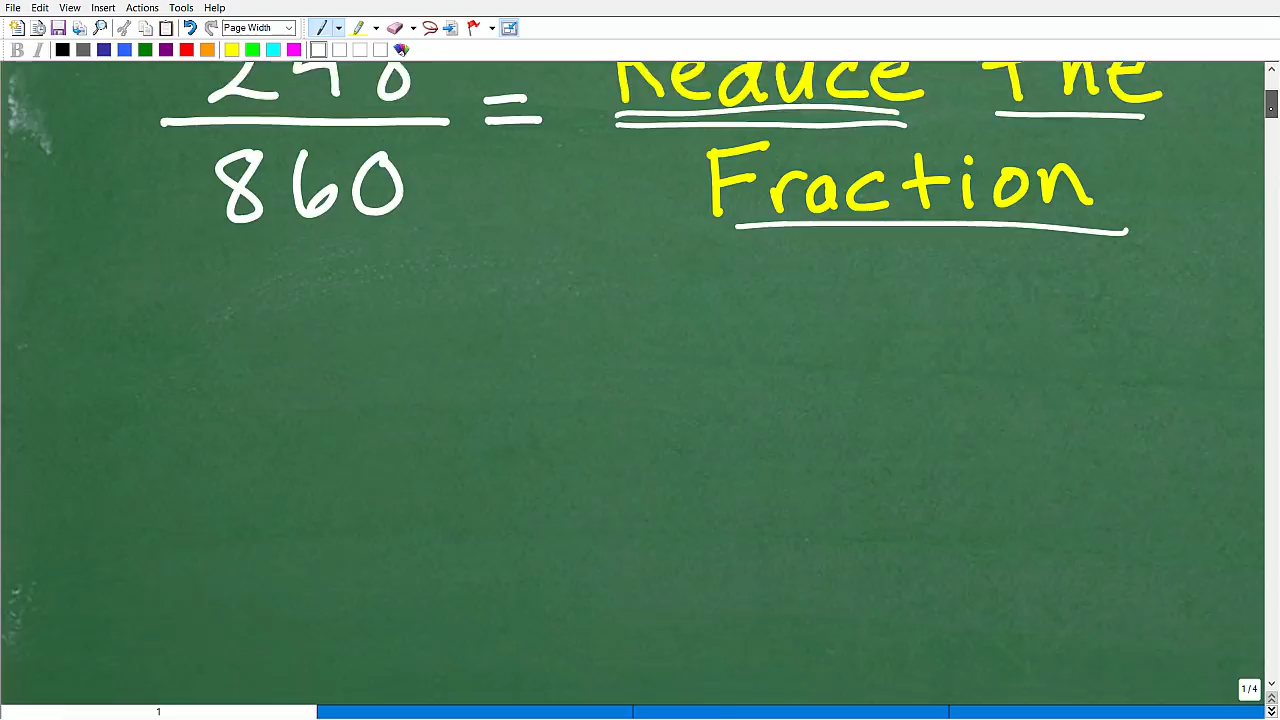 File Edit View Insert Actions Tools Help
Page Width
B I
= Reduce The
860 Fraction
1/4
1